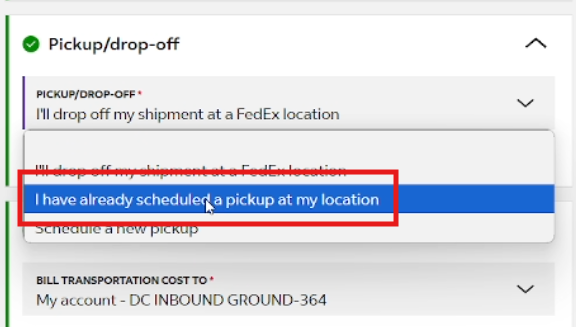 Pickup/drop-off
PICKUP/DROP-OFF *
I'll drop off my shipment at a FedEx location
I'll drop off my shipment at a FedEx location
I have already scheduled a pickup at my location
Schedule a new pickup
BILL TRANSPORTATION COST TO *
My account - DC INBOUND GROUND-364